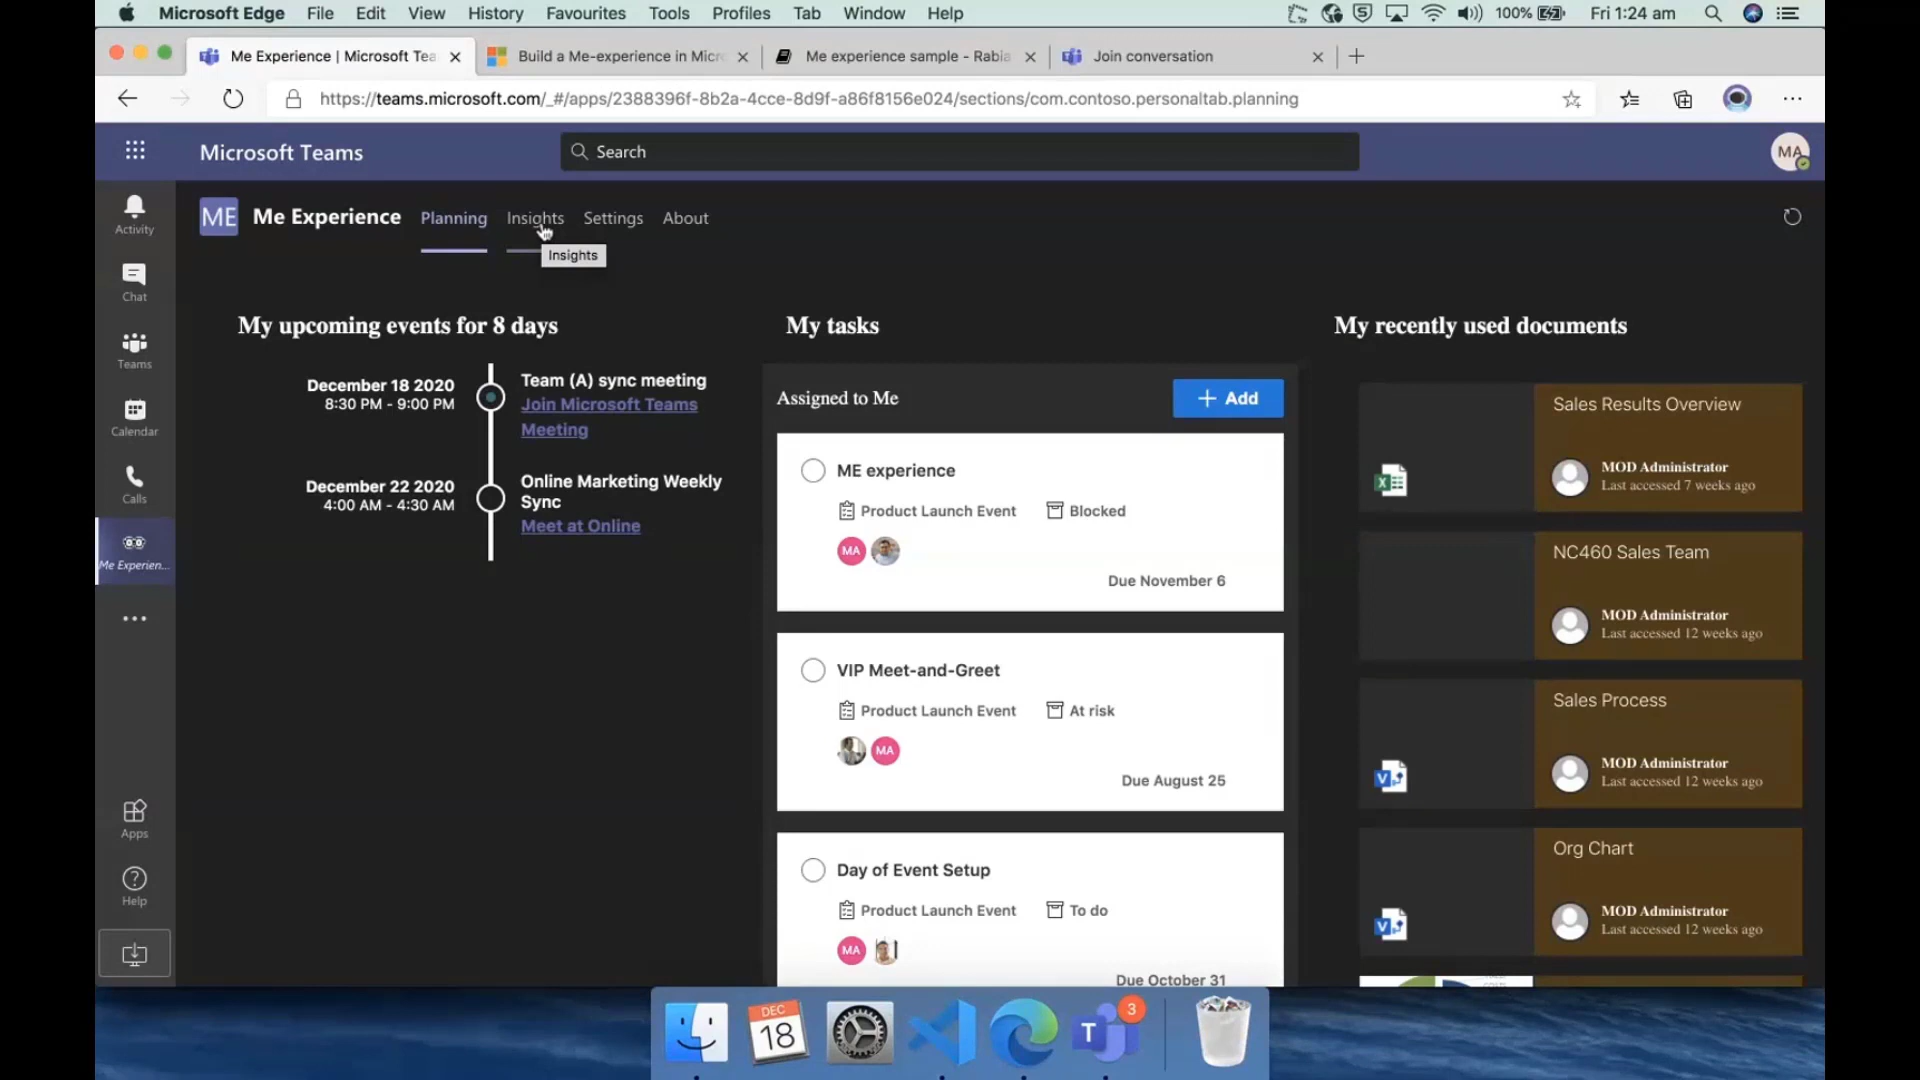 Microsoft Edge File Edit View History Favourites Tools Profiles Tab Window Help 100% Fri 1:24 am
Me Experience | Microsoft Tea Build a Me-experience in Micr Me experience sample - Rabia Join conversation
https://teams.microsoft.com/_#/apps/2388396f-8b2a-4cce-8d9f-a86f8156e024/sections/com.contoso.personaltab.planning
Microsoft Teams Search MA
ME Me Experience Planning Insights Settings About
Insights
Activity
Chat
Teams
Calendar
Calls
Me Experien...
Apps
Help
My upcoming events for 8 days
December 18 2020
8:30 PM - 9:00 PM
Team (A) sync meeting
Join Microsoft Teams
Meeting
December 22 2020
4:00 AM - 4:30 AM
Online Marketing Weekly
Sync
Meet at Online
My tasks
Assigned to Me + Add
ME experience
Product Launch Event Blocked
MA
Due November 6
VIP Meet-and-Greet
Product Launch Event At risk
MA
Due August 25
Day of Event Setup
Product Launch Event To do
MA
Due October 31
My recently used documents
Sales Results Overview
MOD Administrator
Last accessed 7 weeks ago
NC460 Sales Team
MOD Administrator
Last accessed 12 weeks ago
Sales Process
MOD Administrator
Last accessed 12 weeks ago
Org Chart
MOD Administrator
Last accessed 12 weeks ago
DEC
18
T
3